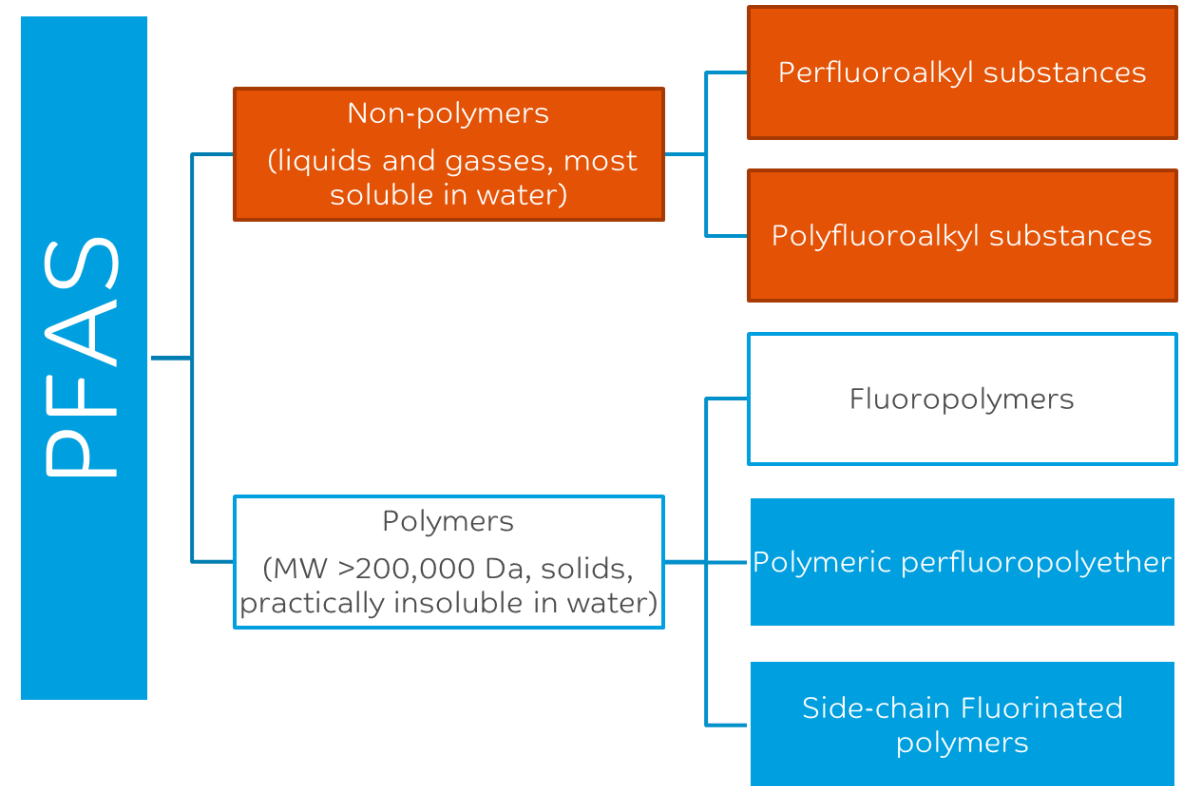 PFAS
Non-polymers
(liquids and gasses, most
soluble in water)
Perfluoroalkyl substances
Polyfluoroalkyl substances
Polymers
(MW >200,000 Da, solids,
practically insoluble in water)
Fluoropolymers
Polymeric perfluoropolyether
Side-chain Fluorinated
polymers